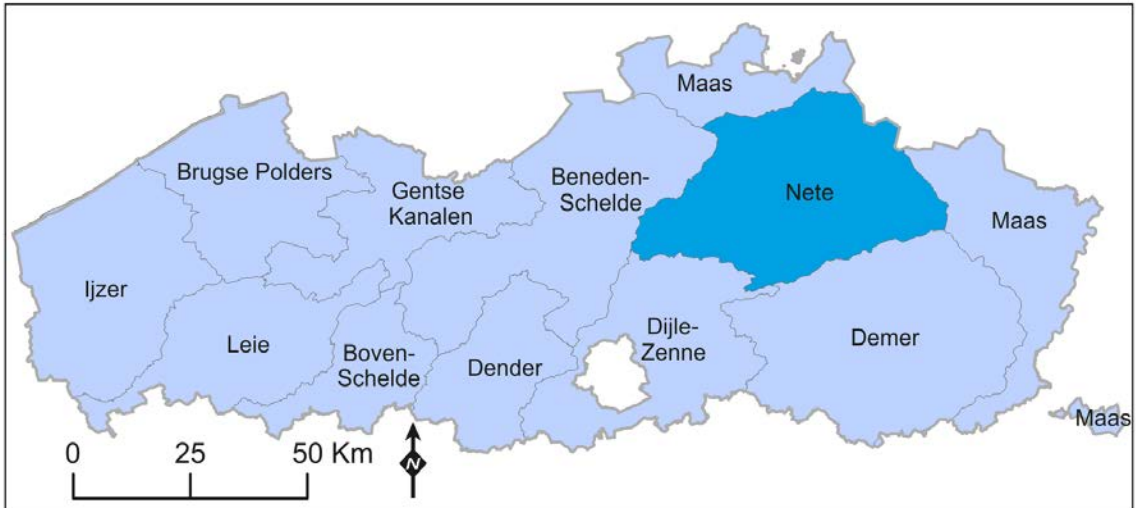 Maas
Brugse Polders
Gentse
Kanalen
Beneden-
Schelde
Nete
Maas
Ijzer
Leie
Boven-
Schelde
Dender
Dijle-
Zenne
Demer
Maas
0 25 50 Km
N